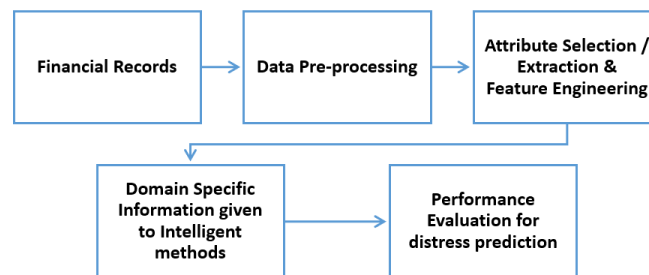 Financial Records
Data Pre-processing
Attribute Selection /
Extraction &
Feature Engineering
Domain Specific
Information given
to Intelligent
methods
Performance
Evaluation for
distress prediction